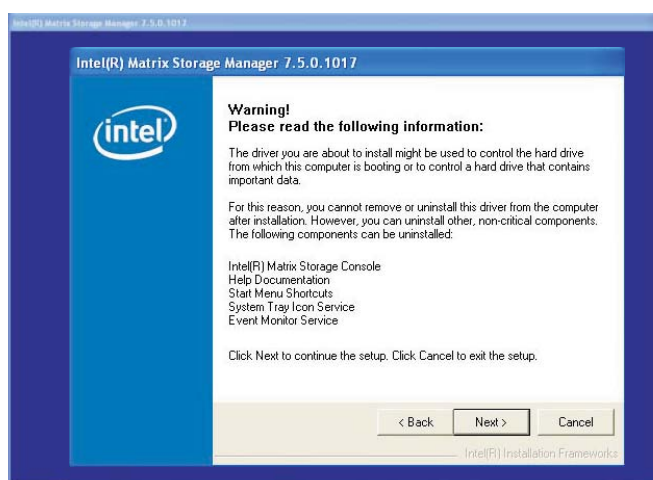 Intel(R) Matrix Storage Manager 7.5.0.1017
Intel(R) Matrix Storage Manager 7.5.0.1017
intel
Warning!
Please read the following information:
The driver you are about to install might be used to control the hard drive
from which this computer is booting or to control a hard drive that contains
important data.
For this reason, you cannot remove or uninstall this driver from the computer
after installation. However, you can uninstall other, non-critical components.
The following components can be uninstalled:
Intel(R) Matrix Storage Console
Help Documentation
Start Menu Shortcuts
System Tray Icon Service
Event Monitor Service
Click Next to continue the setup. Click Cancel to exit the setup.
< Back Next > Cancel
Intel(R) Installation Frameworks